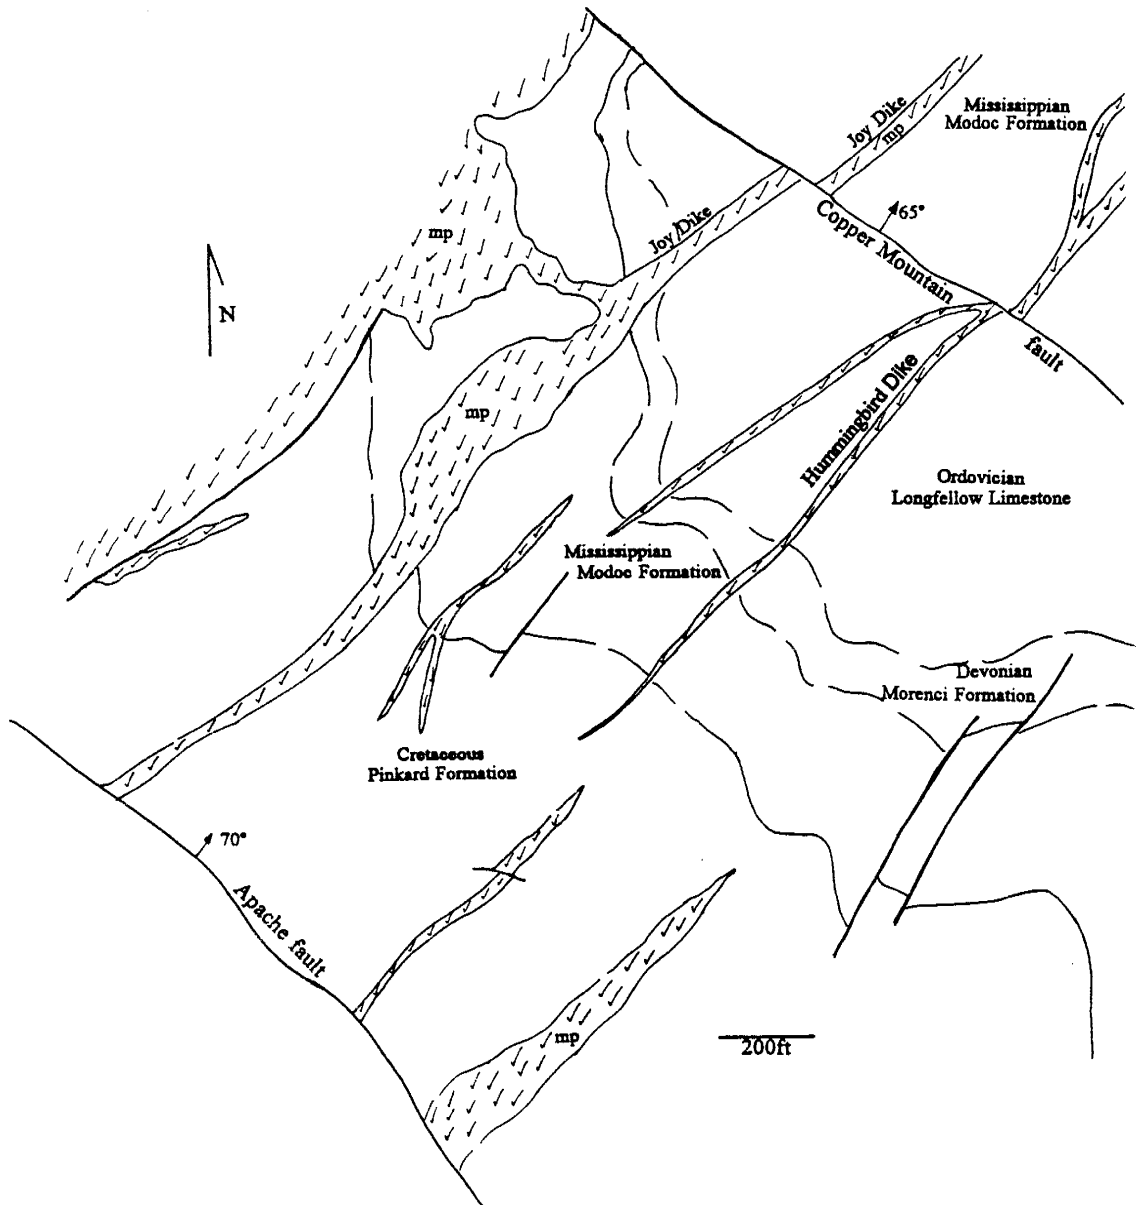 Joy Dike
mp
Mississippian
Modoc Formation
65°
Copper Mountain
fault
Joy Dike
mp
N
mp
Hummingbird Dike
Ordovician
Longfellow Limestone
Mississippian
Modoc Formation
Devonian
Morenci Formation
Cretaceous
Pinkard Formation
70°
Apache fault
mp
200ft